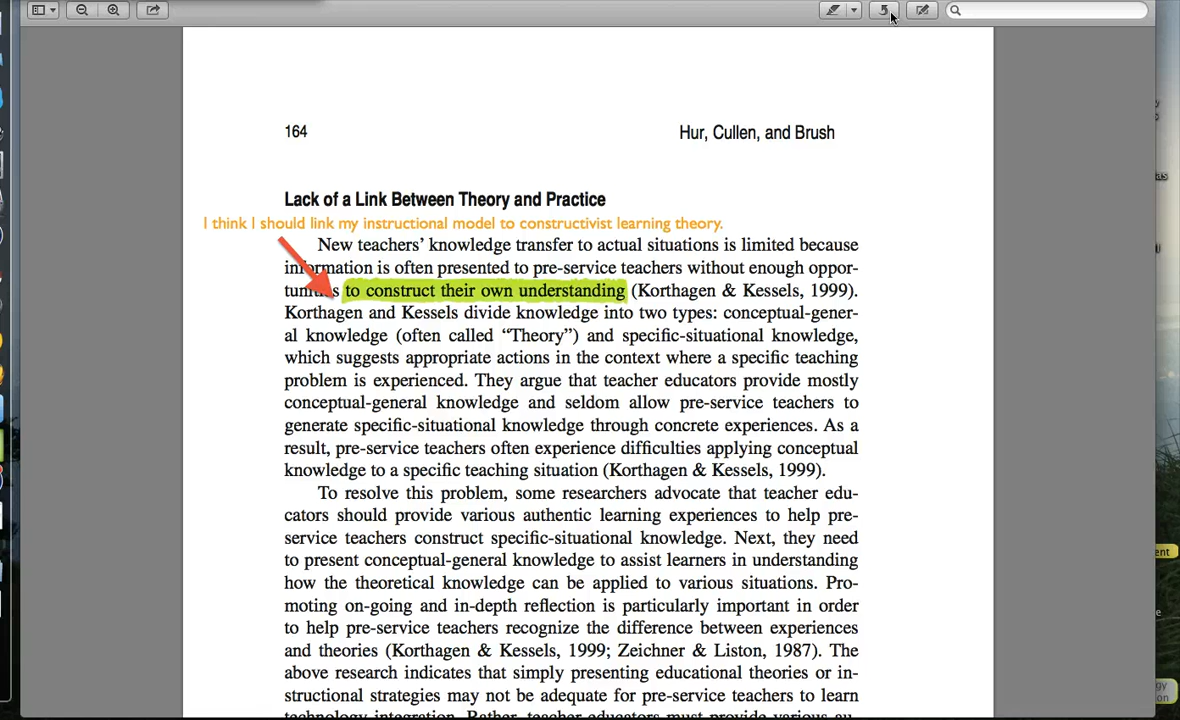 164
Hur, Cullen, and Brush
Lack of a Link Between Theory and Practice
I think I should link my instructional model to constructivist learning theory.
New teachers’ knowledge transfer to actual situations is limited because
information is often presented to pre-service teachers without enough oppor-
tunities to construct their own understanding (Korthagen & Kessels, 1999).
Korthagen and Kessels divide knowledge into two types: conceptual-gener-
al knowledge (often called “Theory”) and specific-situational knowledge,
which suggests appropriate actions in the context where a specific teaching
problem is experienced. They argue that teacher educators provide mostly
conceptual-general knowledge and seldom allow pre-service teachers to
generate specific-situational knowledge through concrete experiences. As a
result, pre-service teachers often experience difficulties applying conceptual
knowledge to a specific teaching situation (Korthagen & Kessels, 1999).
To resolve this problem, some researchers advocate that teacher edu-
cators should provide various authentic learning experiences to help pre-
service teachers construct specific-situational knowledge. Next, they need
to present conceptual-general knowledge to assist learners in understanding
how the theoretical knowledge can be applied to various situations. Pro-
moting on-going and in-depth reflection is particularly important in order
to help pre-service teachers recognize the difference between experiences
and theories (Korthagen & Kessels, 1999; Zeichner & Liston, 1987). The
above research indicates that simply presenting educational theories or in-
structional strategies may not be adequate for pre-service teachers to learn
technology integration. Rather, teacher educators must provide various au-